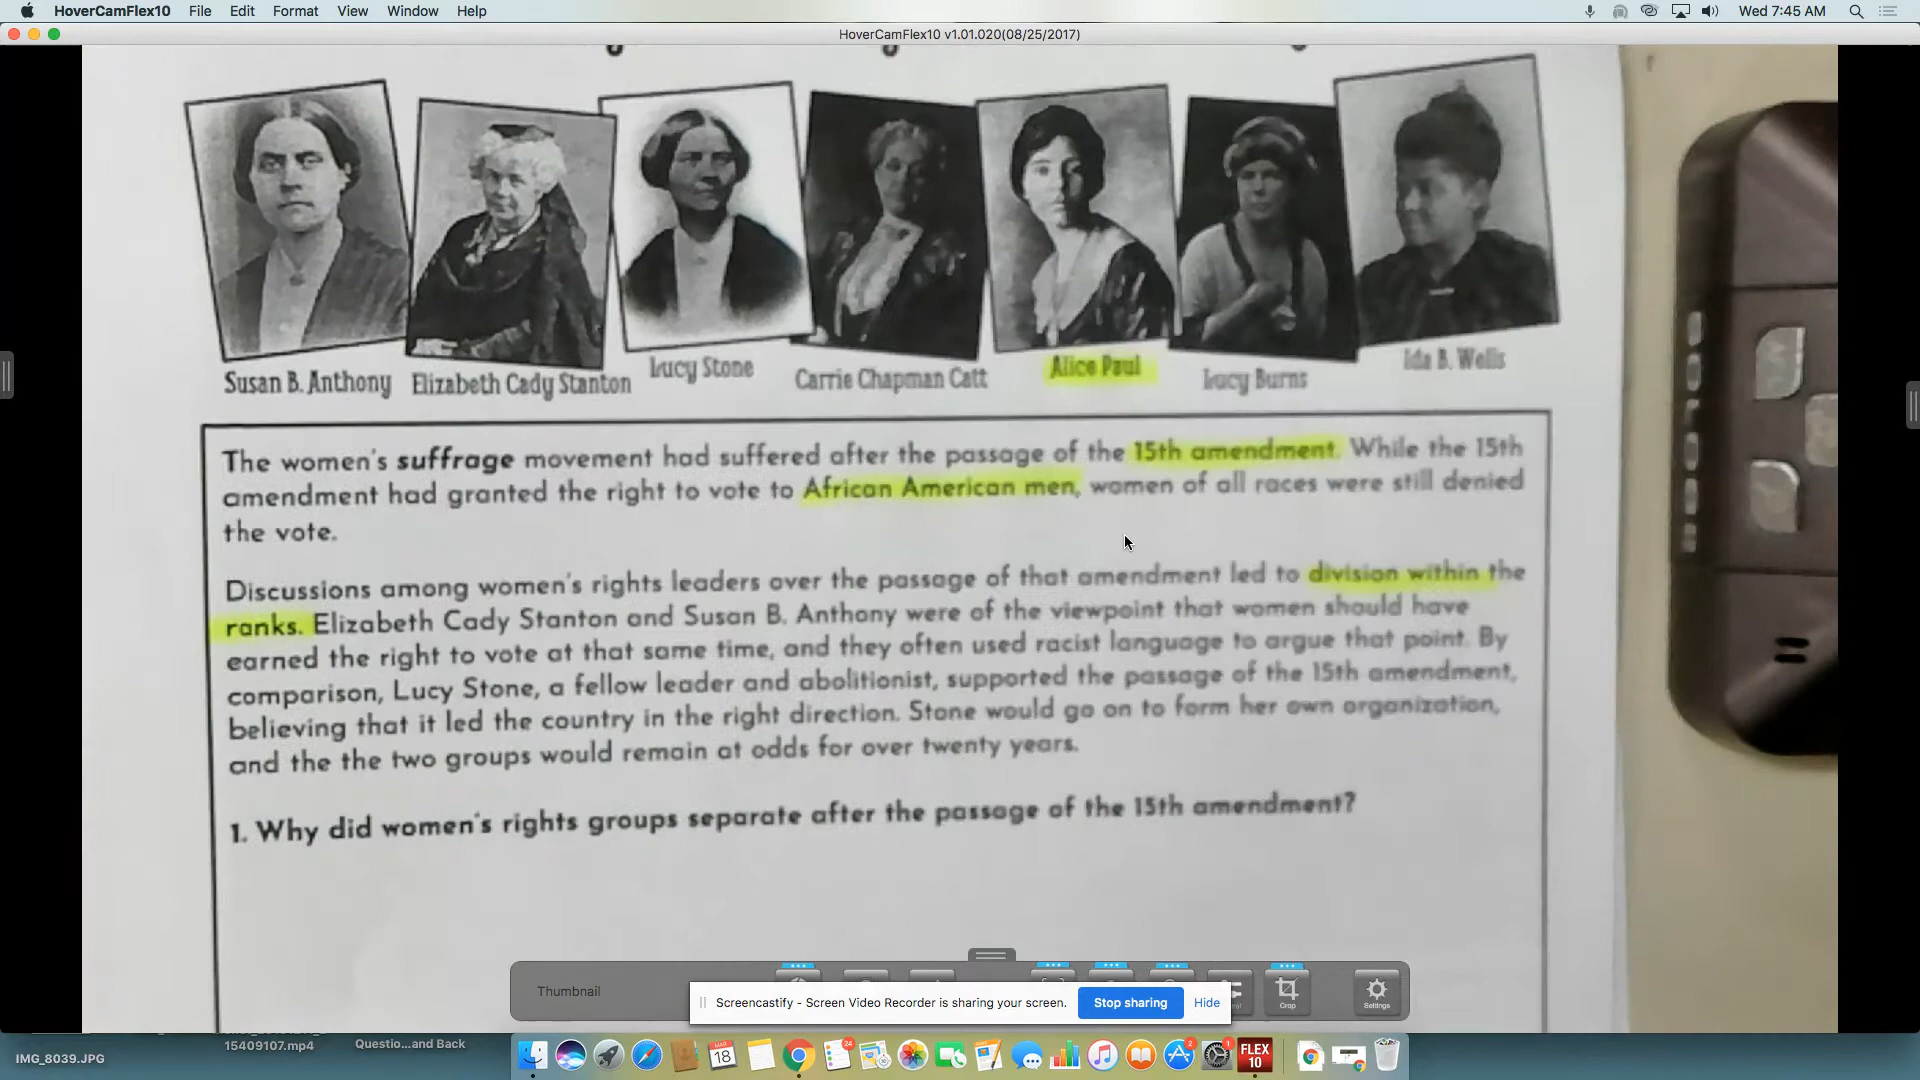 HoverCamFlex10 File Edit Format View Window Help Wed 7:45 AM
HoverCamFlex10 v1.01.020(08/25/2017)
Susan B. Anthony Elizabeth Cady Stanton Lucy Stone Carrie Chapman Catt Alice Paul Lucy Burns Ida B. Wells
The women's suffrage movement had suffered after the passage of the 15th amendment. While the 15th
amendment had granted the right to vote to African American men, women of all races were still denied
the vote.
Discussions among women's rights leaders over the passage of that amendment led to division within the
ranks. Elizabeth Cady Stanton and Susan B. Anthony were of the viewpoint that women should have
earned the right to vote at that same time, and they often used racist language to argue that point. By
comparison, Lucy Stone, a fellow leader and abolitionist, supported the passage of the 15th amendment,
believing that it led the country in the right direction. Stone would go on to form her own organization,
and the the two groups would remain at odds for over twenty years.
1. Why did women's rights groups separate after the passage of the 15th amendment?
Thumbnail
Crop Settings
Screencastify - Screen Video Recorder is sharing your screen. Stop sharing Hide
15409107.mp4 Questio...and Back
IMG_8039.JPG
MAR 18 24 2 1 FLEX 10